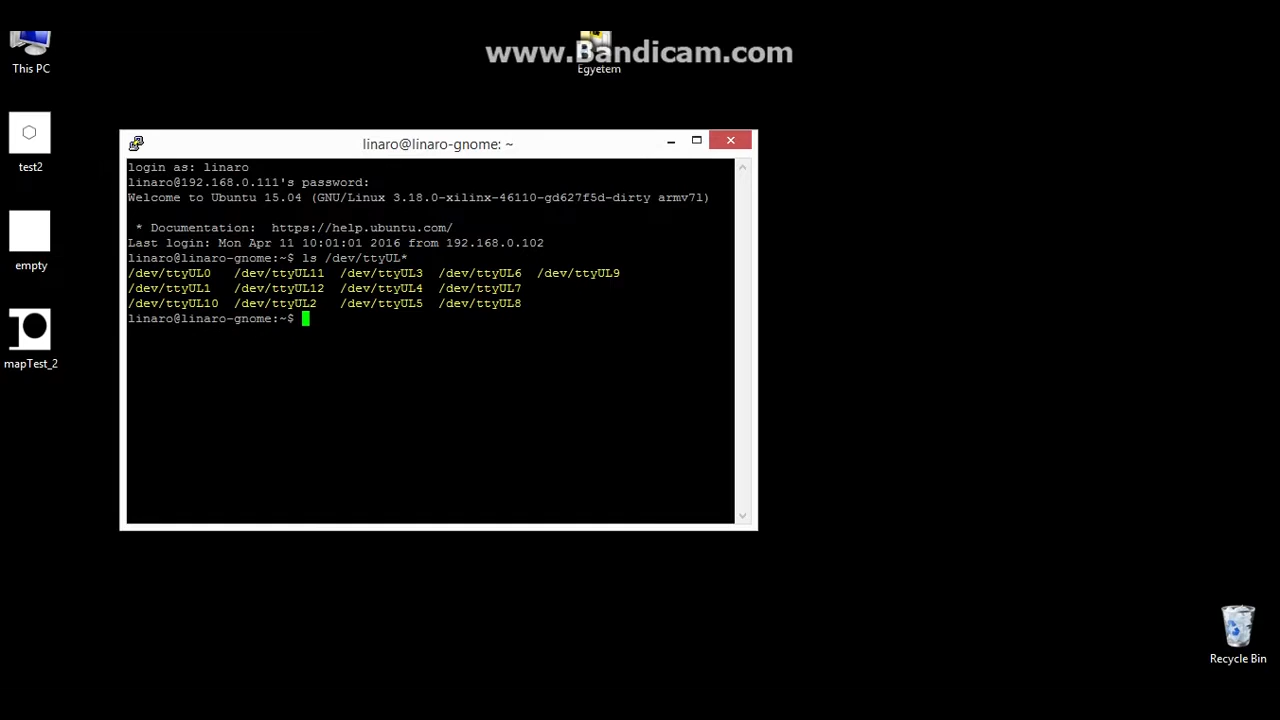 www.Bandicam.com
This PC
Egyetem
test2
empty
mapTest_2
linaro@linaro-gnome: ~
login as: linaro
linaro@192.168.0.111's password:
Welcome to Ubuntu 15.04 (GNU/Linux 3.18.0-xilinx-46110-gd627f5d-dirty armv7l)
* Documentation:  https://help.ubuntu.com/
Last login: Mon Apr 11 10:01:01 2016 from 192.168.0.102
linaro@linaro-gnome:~$ ls /dev/ttyUL*
/dev/ttyUL0   /dev/ttyUL11  /dev/ttyUL3  /dev/ttyUL6  /dev/ttyUL9
/dev/ttyUL1   /dev/ttyUL12  /dev/ttyUL4  /dev/ttyUL7
/dev/ttyUL10  /dev/ttyUL2   /dev/ttyUL5  /dev/ttyUL8
linaro@linaro-gnome:~$
Recycle Bin